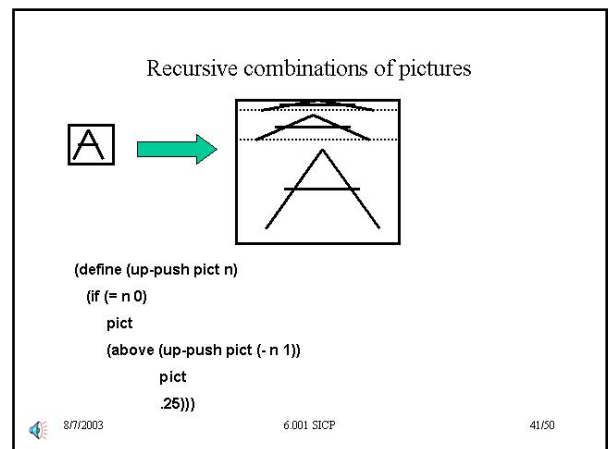 Recursive combinations of pictures
A
(define (up-push pict n)
(if (= n 0)
pict
(above (up-push pict (- n 1))
pict
.25)))
8/7/2003 6.001 SICP 41/50